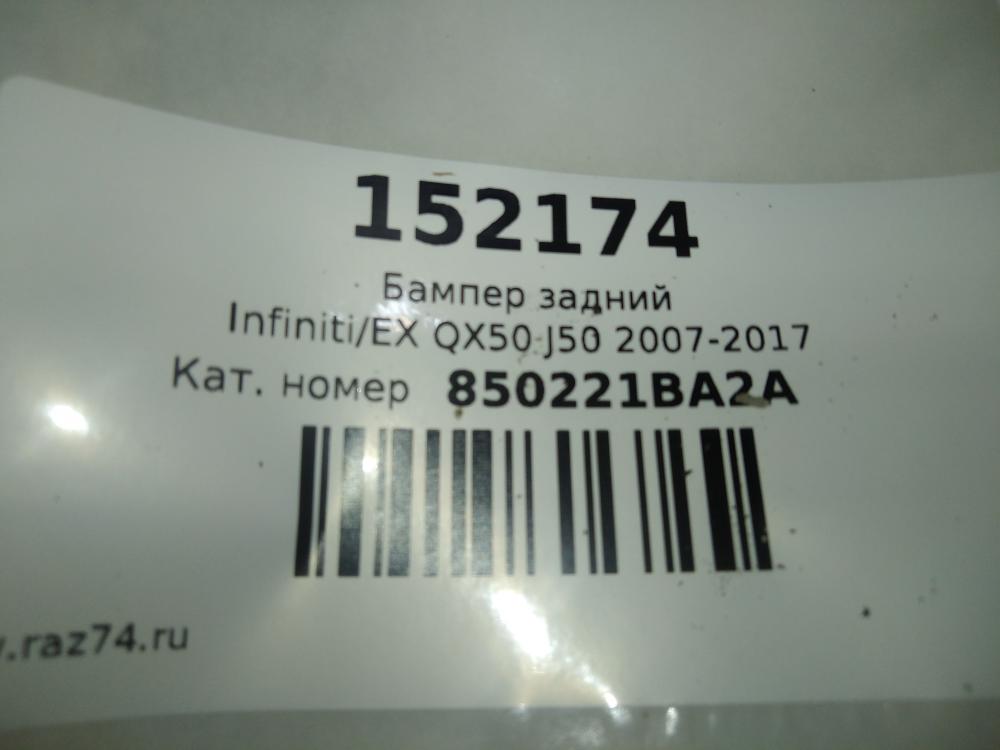 152174
Бампер задний
Infiniti/EX QX50 J50 2007-2017
Кат. номер 850221BA2A
.raz74.ru